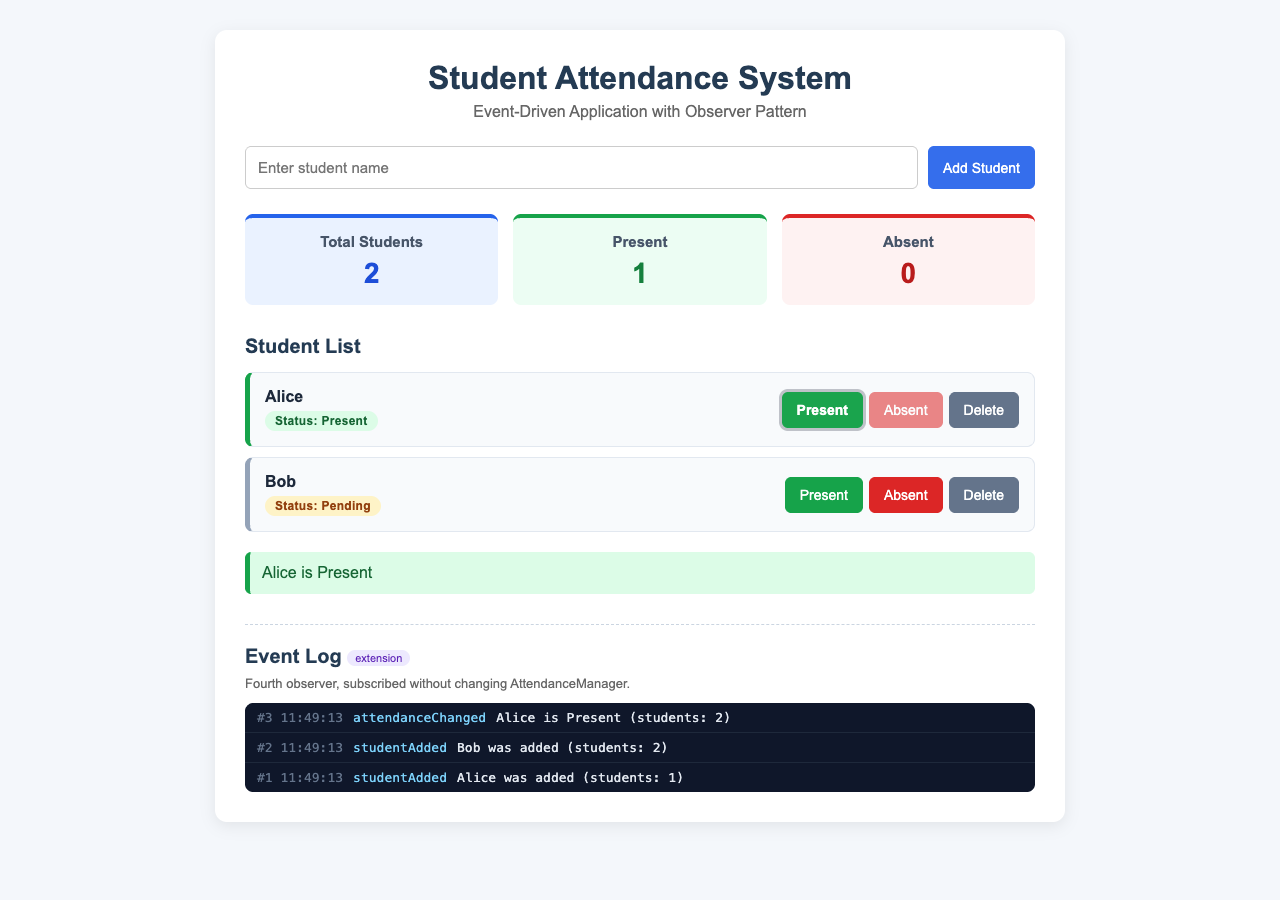 Student Attendance System
Event-Driven Application with Observer Pattern
Enter student name
Add Student
Total Students
2
Present
1
Absent
0
Student List
Alice
Status: Present
Present
Absent
Delete
Bob
Status: Pending
Present
Absent
Delete
Alice is Present
Event Log extension
Fourth observer, subscribed without changing AttendanceManager.
#3 11:49:13 attendanceChanged Alice is Present (students: 2)
#2 11:49:13 studentAdded Bob was added (students: 2)
#1 11:49:13 studentAdded Alice was added (students: 1)